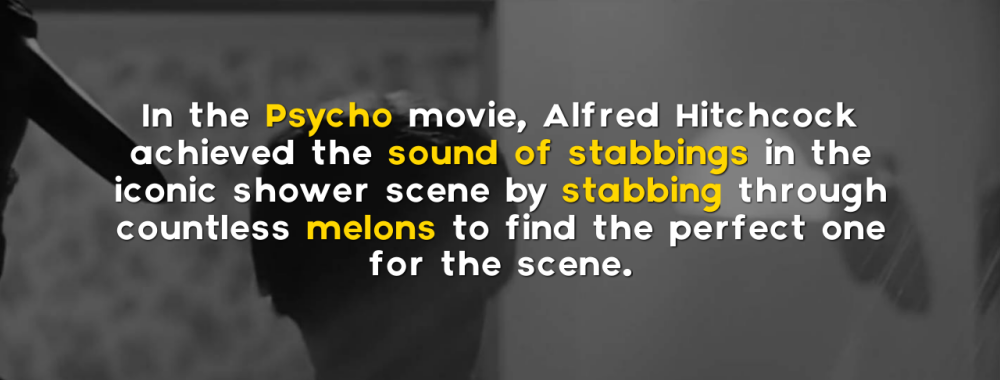 In the Psycho movie, Alfred Hitchcock
achieved the sound of stabbings in the
iconic shower scene by stabbing through
countless melons to find the perfect one
for the scene.